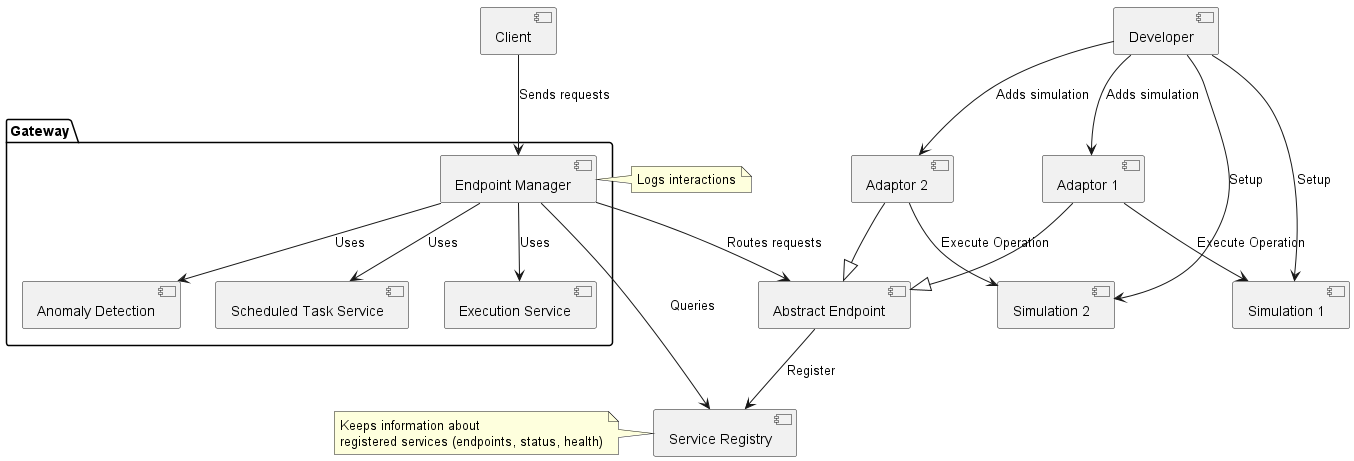 Client
Developer
Sends requests
Adds simulation
Adds simulation
Gateway
Endpoint Manager
Logs interactions
Adaptor 2
Adaptor 1
Setup
Setup
Uses
Uses
Uses
Routes requests
Execute Operation
Execute Operation
Anomaly Detection
Scheduled Task Service
Execution Service
Queries
Abstract Endpoint
Simulation 2
Simulation 1
Register
Keeps information about
registered services (endpoints, status, health)
Service Registry